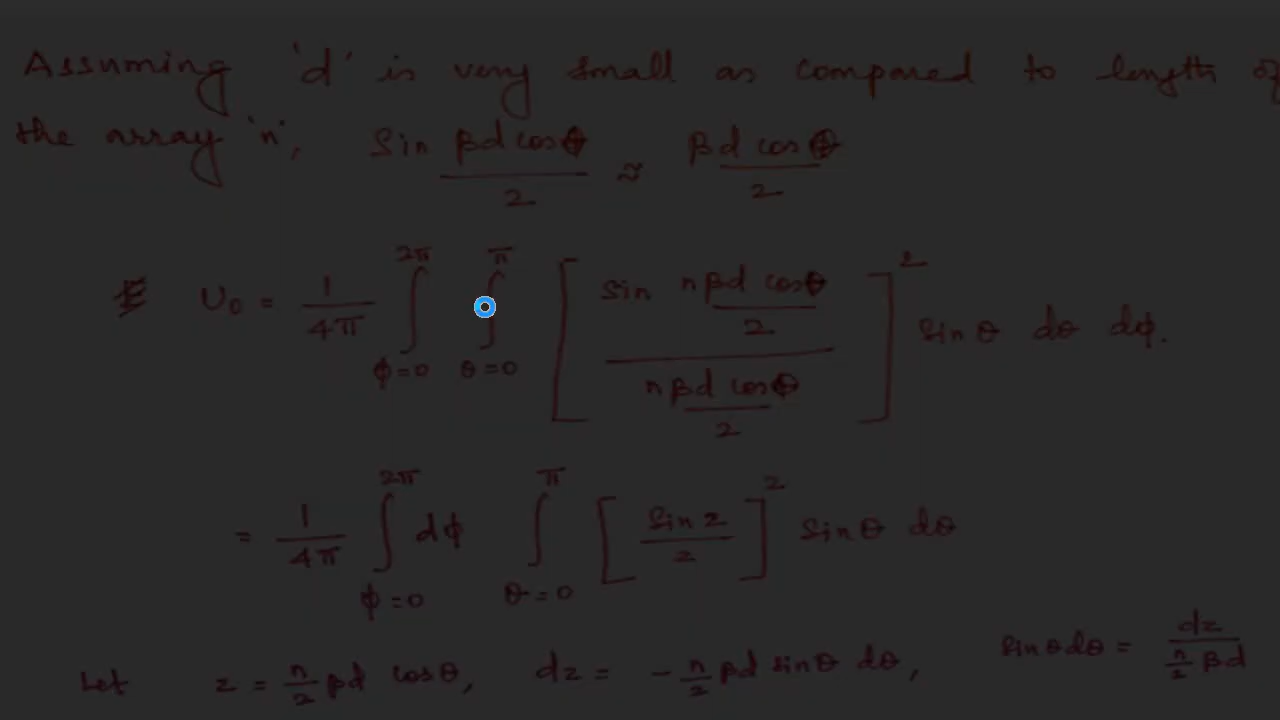 Assuming 'd' is very small as compared to length of
the array 'n', Sin βd cosθ/2 ≈ βd cosθ/2
U₀ = 1/4π ∫_{ϕ=0}^{2π} ∫_{θ=0}^{π} [sin nβd cosθ/2 / nβd cosθ/2]² sinθ dθ dϕ.
= 1/4π ∫_{ϕ=0}^{2π} dϕ ∫_{θ=0}^{π} [sin z/z]² sinθ dθ
Let z = n/2 βd cosθ, dz = -n/2 βd sinθ dθ, sinθdθ = dz / n/2 βd